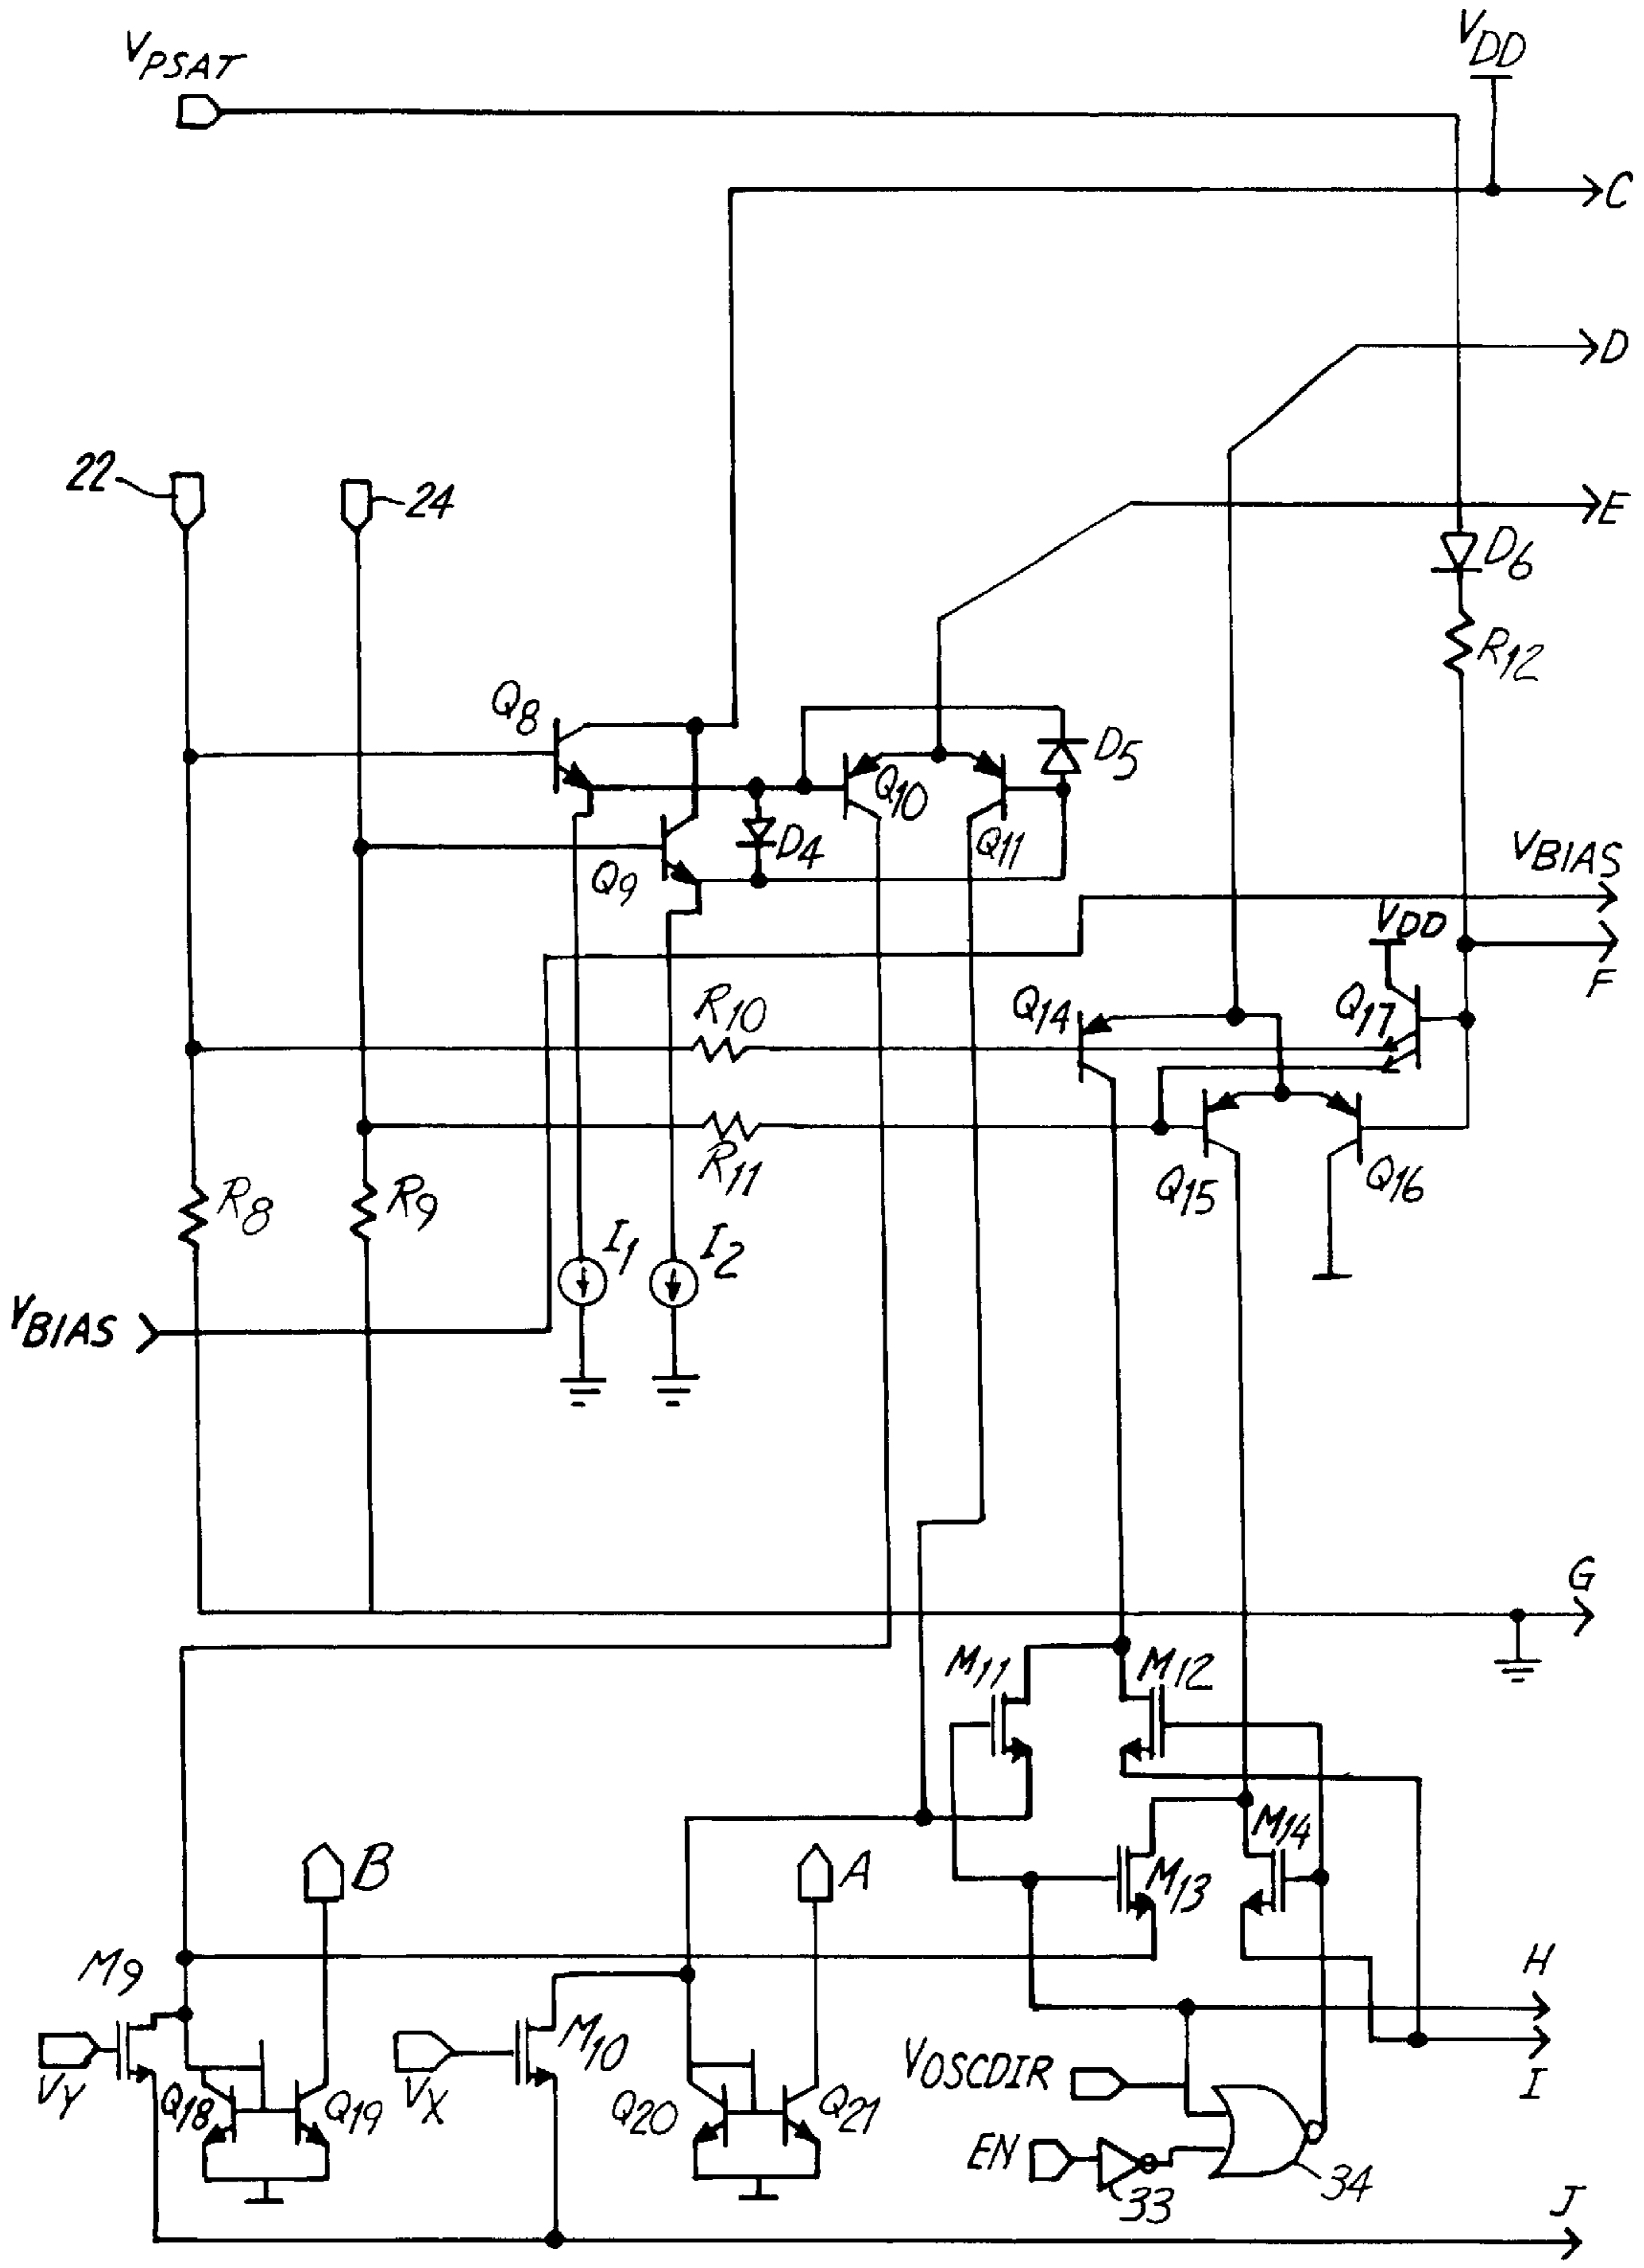 VPSAT
VDD
C
D
22
24
E
D6
R12
Q8
D5
Q10
D4
Q11
Q9
VBIAS
VDD
F
R10
Q14
Q17
R11
R8
R9
Q15
Q16
I1
I2
VBIAS
G
M11
M12
B
A
M14
M13
M9
H
M10
VOSCDIR
I
VY
Q18
Q19
VX
Q20
Q21
EN
33
34
J